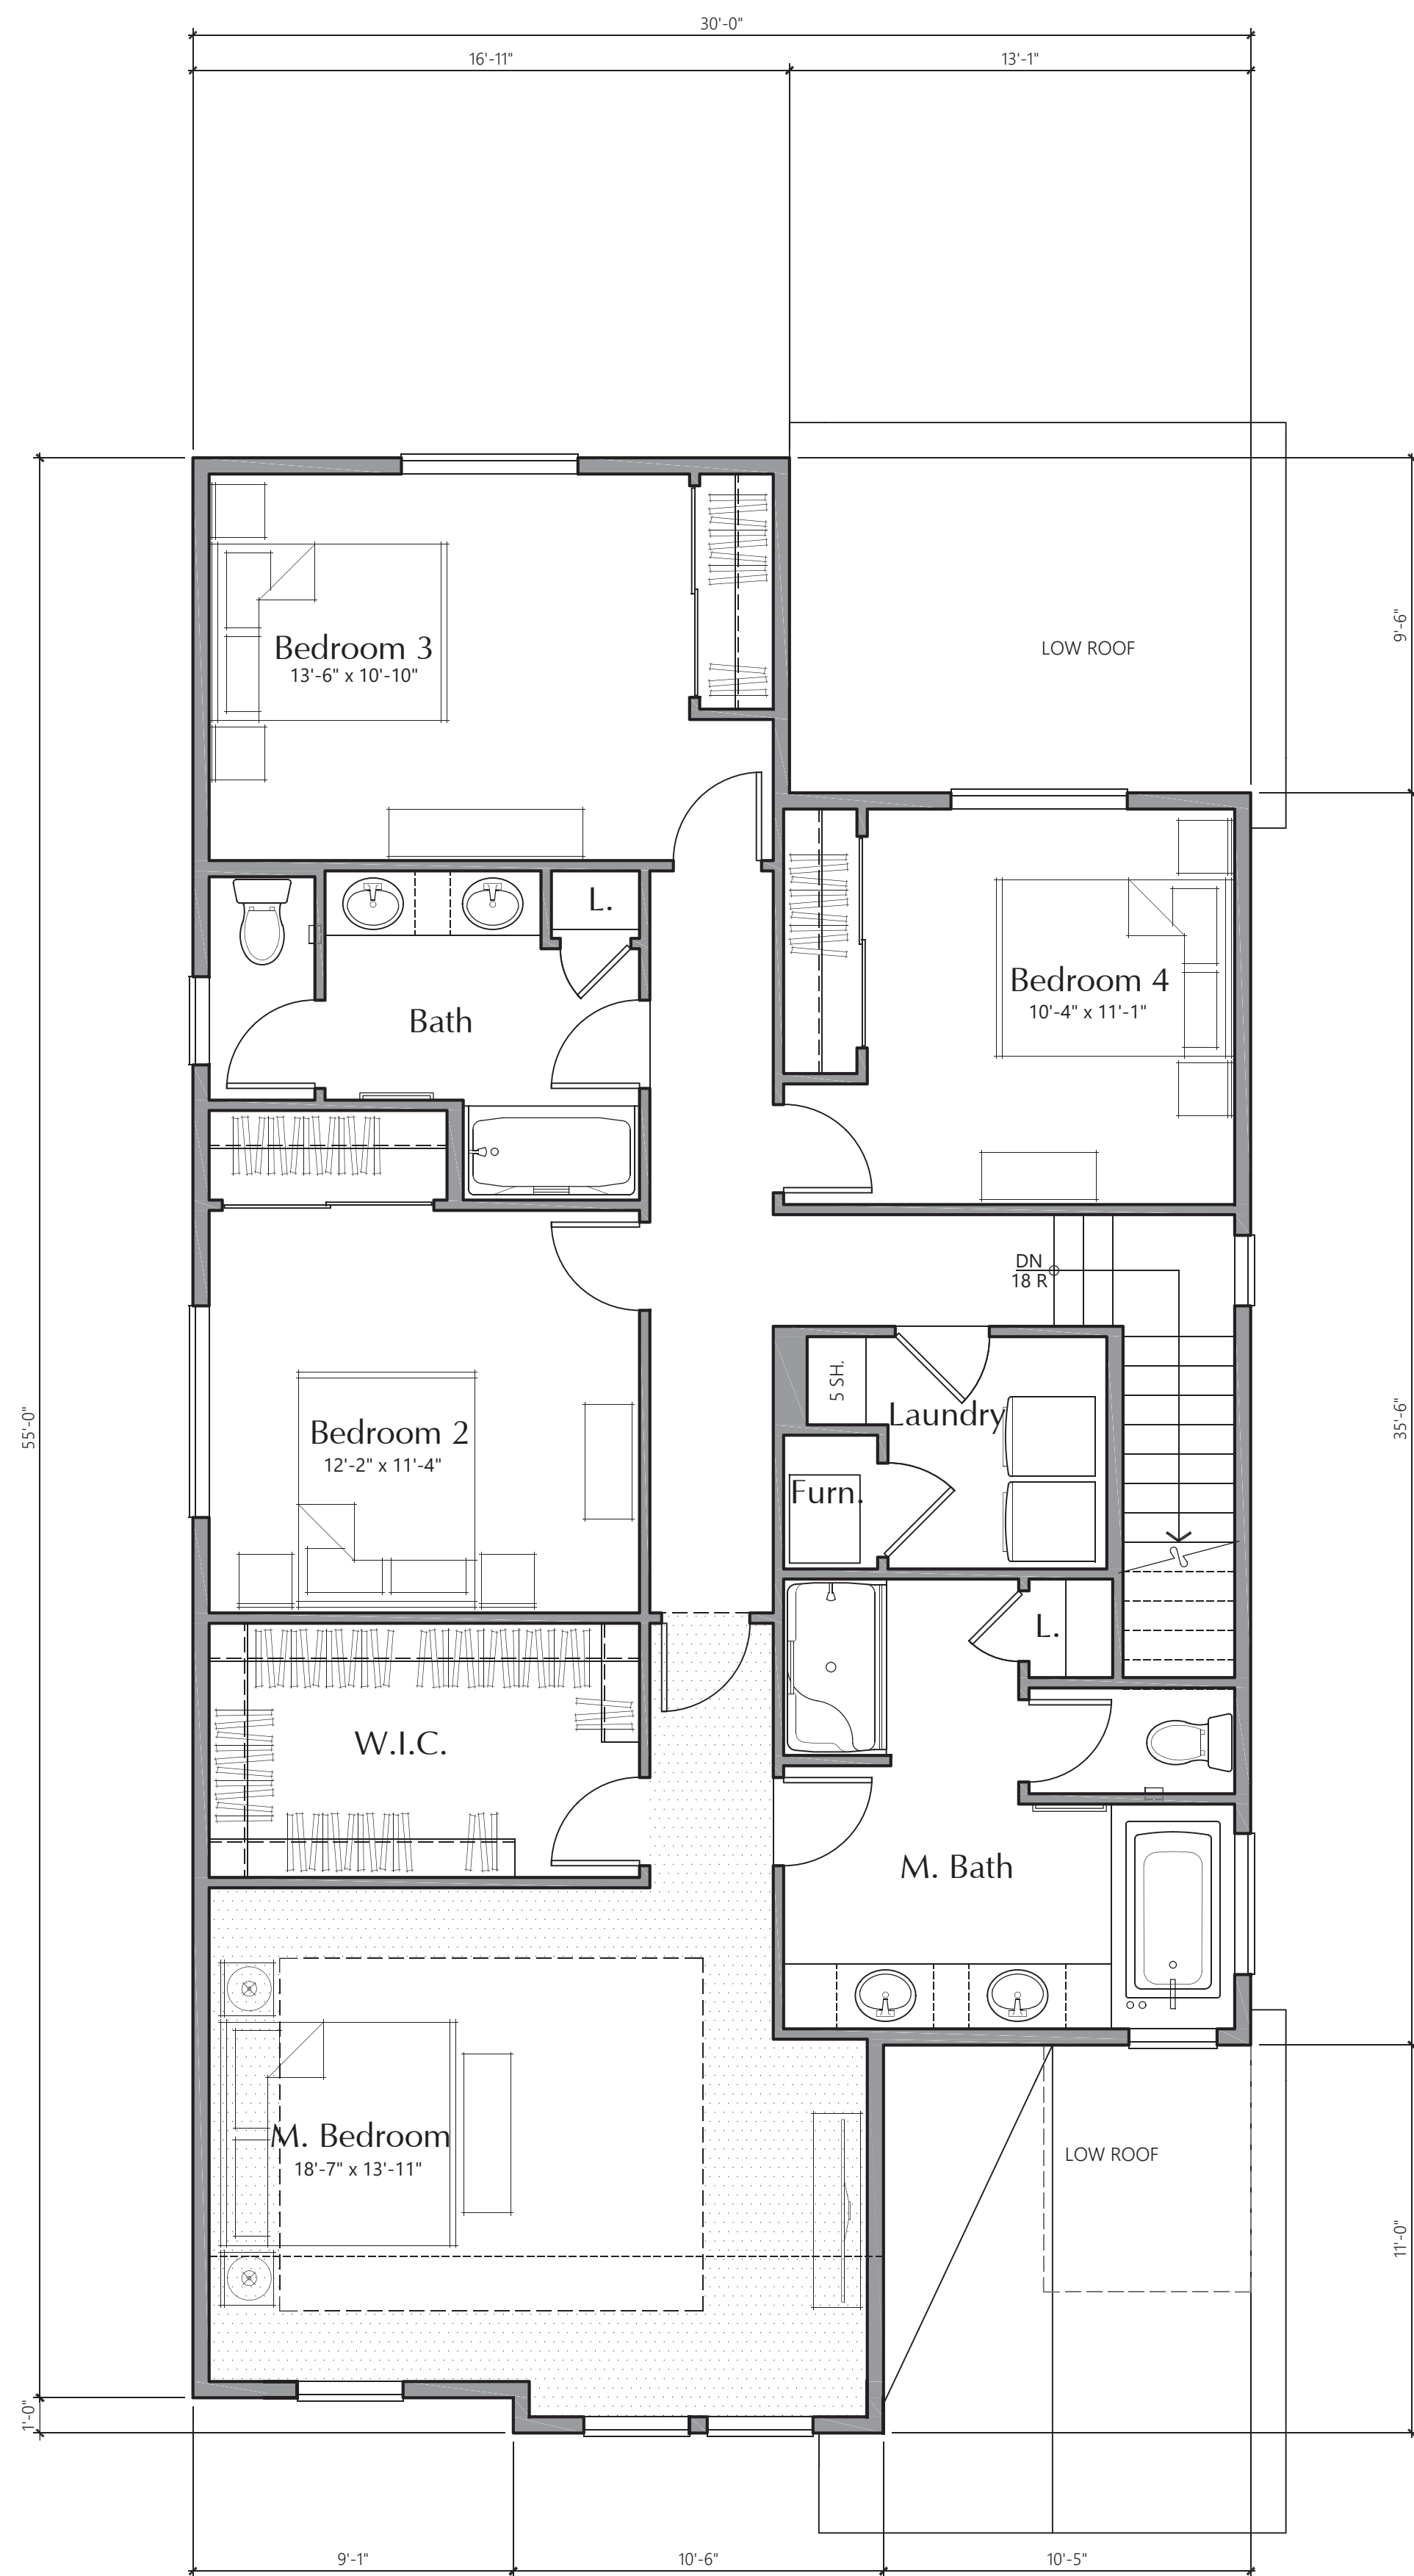 30'-0"
16'-11"
13'-1"
9'-6"
LOW ROOF
Bedroom 3
13'-6" x 10'-10"
L.
Bath
Bedroom 4
10'-4" x 11'-1"
DN
18 R
5 SH.
Laundry
55'-0"
35'-6"
Bedroom 2
12'-2" x 11'-4"
Furn.
L.
W.I.C.
M. Bath
M. Bedroom
18'-7" x 13'-11"
LOW ROOF
11'-0"
1'-0"
9'-1"
10'-6"
10'-5"